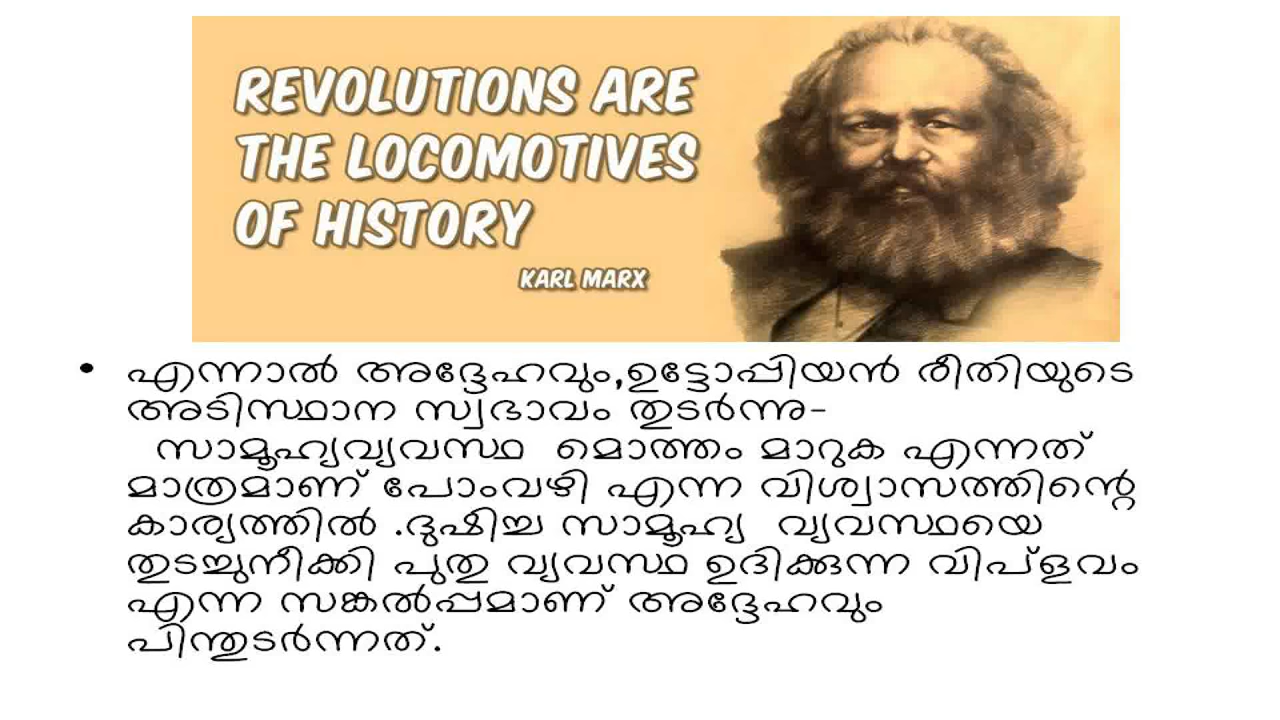 REVOLUTIONS ARE
THE LOCOMOTIVES
OF HISTORY
KARL MARX
• എന്നാൽ അദ്ദേഹവും,ഉട്ടോപ്പിയൻ രീതിയുടെ
അടിസ്ഥാന സ്വഭാവം തുടർന്നു-
സാമൂഹ്യവ്യവസ്ഥ മൊത്തം മാറുക എന്നത്
മാത്രമാണ് പോംവഴി എന്ന വിശ്വാസത്തിന്റെ
കാര്യത്തിൽ .ദുഷിച്ച സാമൂഹ്യ വ്യവസ്ഥയെ
തുടച്ചുനീക്കി പുതു വ്യവസ്ഥ ഉദിക്കുന്ന വിപ്ളവം
എന്ന സങ്കൽപ്പമാണ് അദ്ദേഹവും
പിന്തുടർന്നത്.